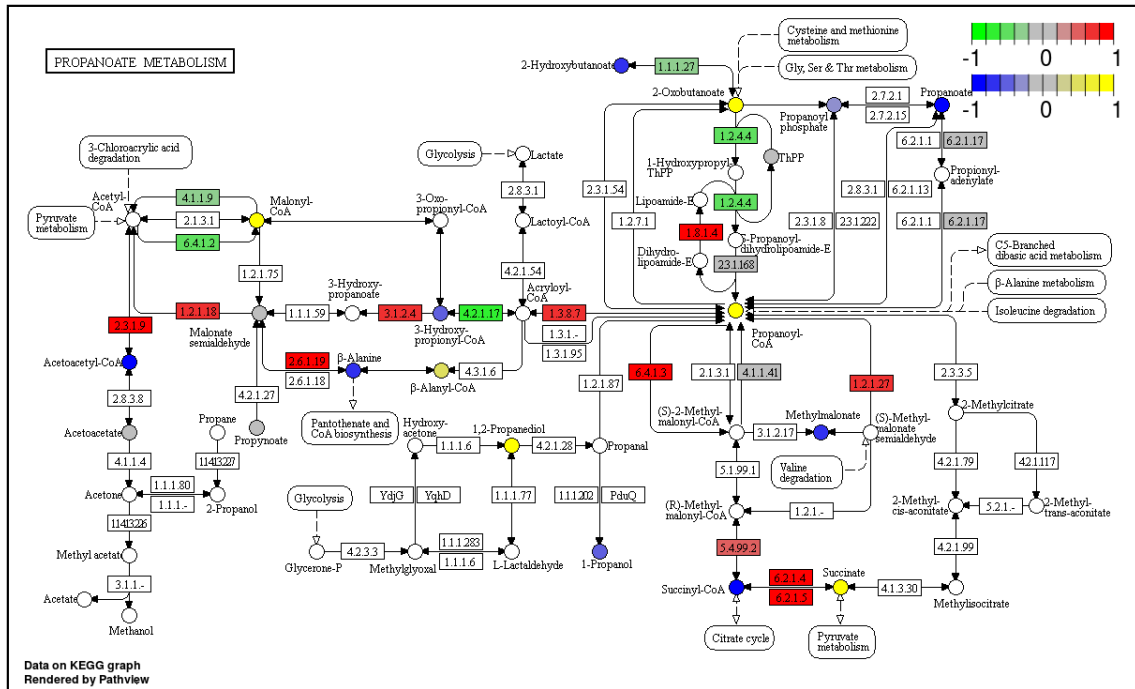 PROPANOATE METABOLISM
Cysteine and methionine
metabolism
Gly, Ser & Thr metabolism
-1 0 1
-1 0 1
2-Hydroxybutanoate
1.1.1.27
2-Oxobutanoate
Propanoyl
phosphate
2.7.2.1
2.7.2.15
Propanoate
6.2.1.1
6.2.1.17
Propionyl-
adenylate
1.2.4.4
ThPP
1-Hydroxypropyl-
ThPP
Lipoamide-E
1.2.4.4
1.8.1.4
Dihydro-
lipoamide-E
S-Propanoyl-
dihydrolipoamide-E
2.3.1.168
2.3.1.54
1.2.7.1
2.8.3.1
6.2.1.13
2.3.1.8
2.3.1.222
6.2.1.1
6.2.1.17
3-Chloroacrylic acid
degradation
Glycolysis
Lactate
2.8.3.1
Lactoyl-CoA
4.2.1.54
Acetyl-
CoA
4.1.1.9
Malonyl-
CoA
2.1.3.1
6.4.1.2
Pyruvate
metabolism
3-Oxo-
propionyl-CoA
1.2.1.75
C5-Branched
dibasic acid metabolism
β-Alanine metabolism
Isoleucine degradation
2.3.1.9
1.2.1.18
Malonate
semialdehyde
1.1.1.59
3-Hydroxy-
propanoate
3.1.2.4
3-Hydroxy-
propionyl-CoA
4.2.1.17
Acryloyl-
CoA
1.3.8.7
1.3.1.-
1.3.1.95
Propanoyl-
CoA
Acetoacetyl-CoA
2.6.1.19
2.6.1.18
β-Alanine
β-Alanyl-CoA
4.3.1.6
2.8.3.8
4.2.1.27
Propynoate
Pantothenate and
CoA biosynthesis
1.2.1.87
6.4.1.3
2.1.3.1
4.1.1.41
1.2.1.27
2.3.3.5
Acetoacetate
Propane
4.1.1.4
1.14.13.227
Acetone
1.1.1.80
1.1.1.-
2-Propanol
1.14.13.226
Methyl acetate
3.1.1.-
Acetate
Methanol
Hydroxy-
acetone
1.1.1.6
1,2-Propanediol
4.2.1.28
Propanal
YdjG
YqhD
1.1.1.77
1.1.1.202
PduQ
Glycolysis
Glycerone-P
4.2.3.3
Methylglyoxal
1.1.1.283
1.1.1.6
L-Lactaldehyde
1-Propanol
(S)-2-Methyl-
malonyl-CoA
3.1.2.17
Methylmalonate
(S)-Methyl-
malonate
semialdehyde
Valine
degradation
5.1.99.1
(R)-Methyl-
malonyl-CoA
1.2.1.-
5.4.99.2
Succinyl-CoA
6.2.1.4
6.2.1.5
Succinate
4.1.3.30
Methylisocitrate
Citrate cycle
Pyruvate
metabolism
2-Methylcitrate
4.2.1.79
4.2.1.117
2-Methyl-
cis-aconitate
5.2.1.-
2-Methyl-
trans-aconitate
4.2.1.99
Data on KEGG graph
Rendered by Pathview